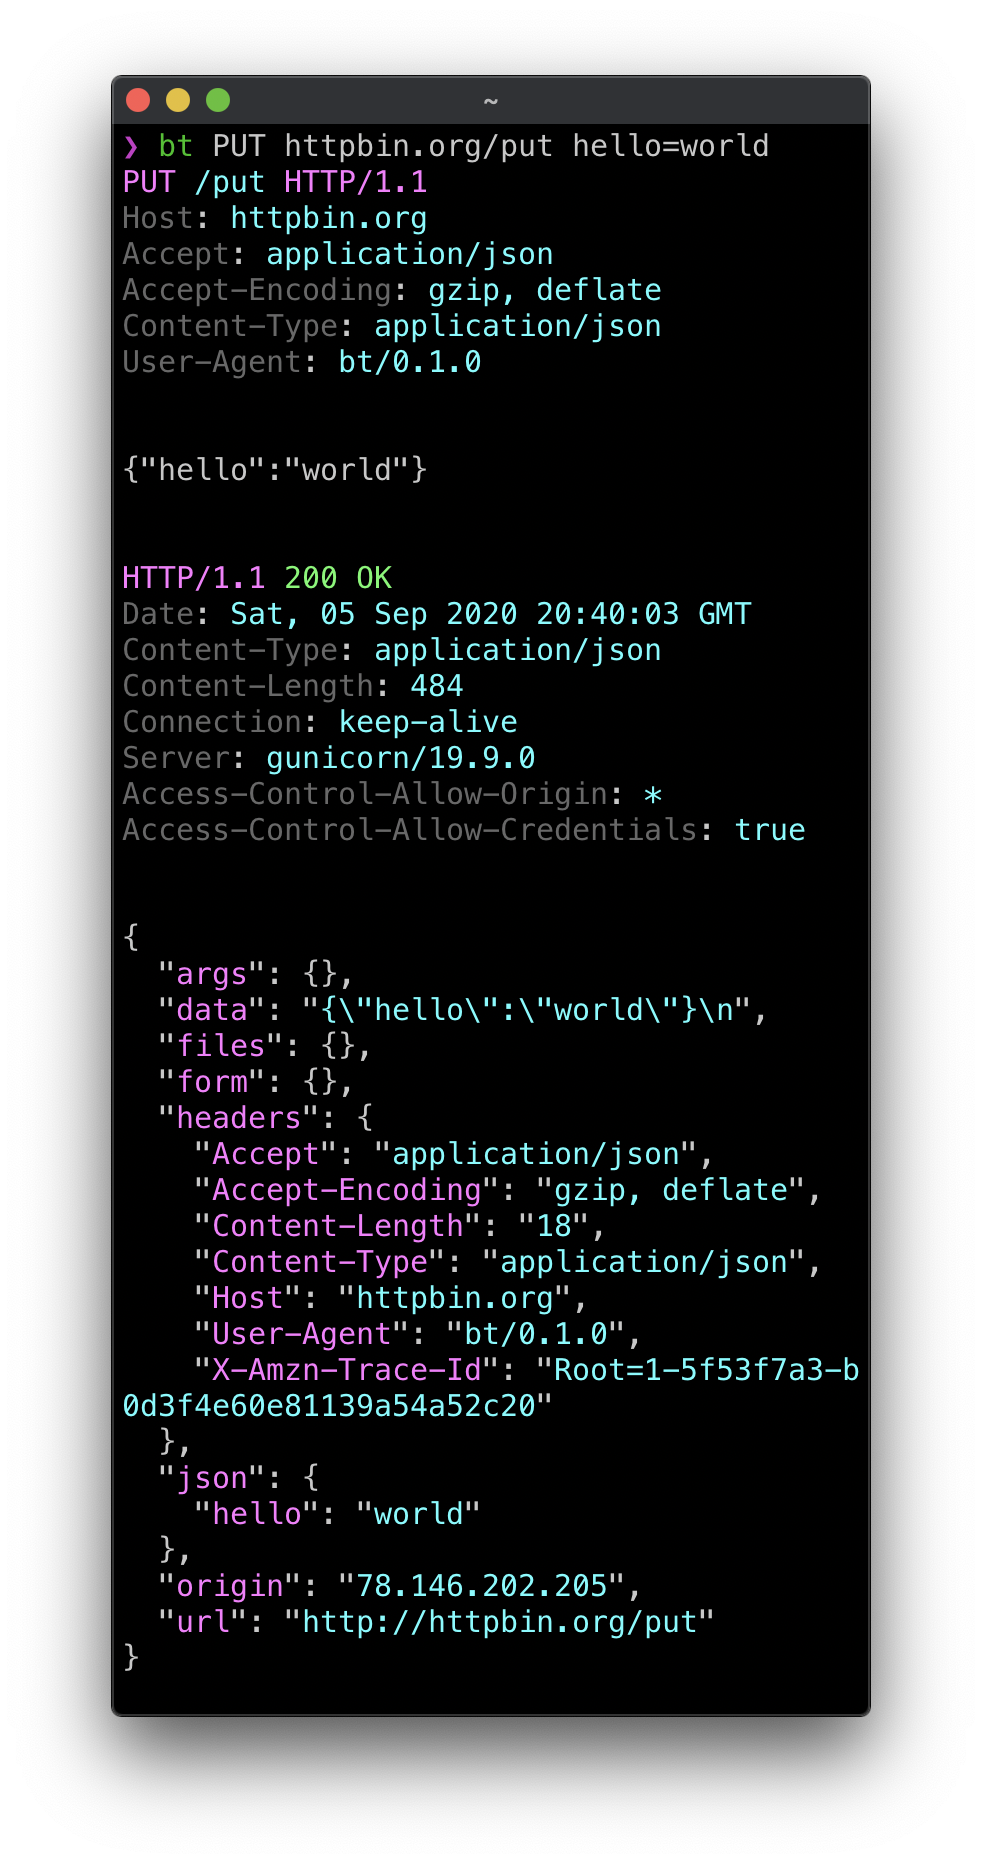 ~
❯ bt PUT httpbin.org/put hello=world
PUT /put HTTP/1.1
Host: httpbin.org
Accept: application/json
Accept-Encoding: gzip, deflate
Content-Type: application/json
User-Agent: bt/0.1.0
{"hello":"world"}
HTTP/1.1 200 OK
Date: Sat, 05 Sep 2020 20:40:03 GMT
Content-Type: application/json
Content-Length: 484
Connection: keep-alive
Server: gunicorn/19.9.0
Access-Control-Allow-Origin: *
Access-Control-Allow-Credentials: true
{
  "args": {},
  "data": "{\"hello\":\"world\"}\n",
  "files": {},
  "form": {},
  "headers": {
    "Accept": "application/json",
    "Accept-Encoding": "gzip, deflate",
    "Content-Length": "18",
    "Content-Type": "application/json",
    "Host": "httpbin.org",
    "User-Agent": "bt/0.1.0",
    "X-Amzn-Trace-Id": "Root=1-5f53f7a3-b
0d3f4e60e81139a54a52c20"
  },
  "json": {
    "hello": "world"
  },
  "origin": "78.146.202.205",
  "url": "http://httpbin.org/put"
}